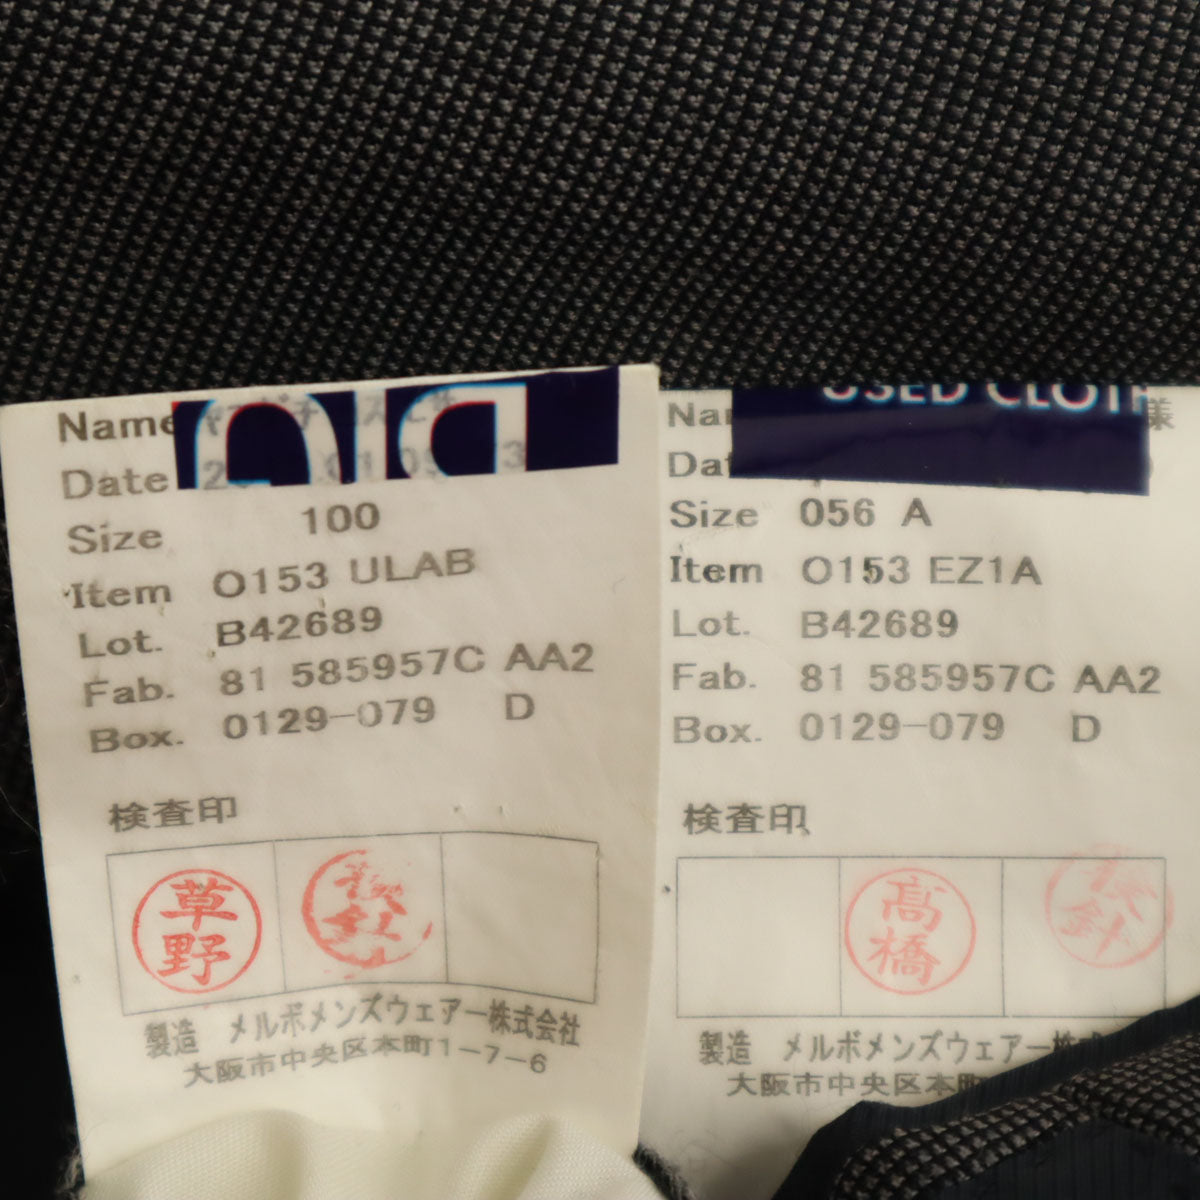 Name
Date
Size 100
Item O153 ULAB
Lot. B42689
Fab. 81 585957C AA2
Box. 0129-079 D
検査印
草野
製造 メルボメンズウェアー株式会社
大阪市中央区本町1-7-6
USED CLOTH
様
Size 056 A
Item O153 EZ1A
Lot. B42689
Fab. 81 585957C AA2
Box. 0129-079 D
検査印
高橋
製造 メルボメンズウェアー株式
大阪市中央区本町